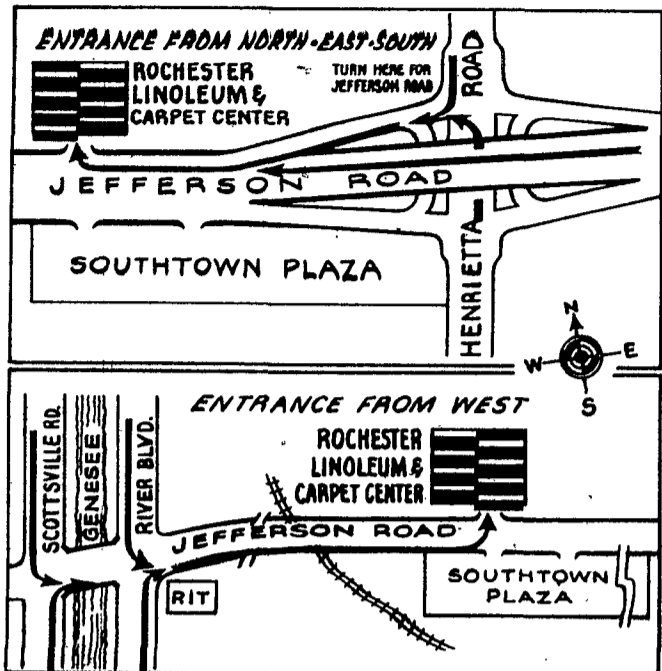 ENTRANCE FROM NORTH-EAST-SOUTH
ROCHESTER
LINOLEUM &
CARPET CENTER
TURN HERE FOR
JEFFERSON ROAD
HENRIETTA ROAD
JEFFERSON ROAD
SOUTHTOWN PLAZA
N
W E
S
ENTRANCE FROM WEST
SCOTTSVILLE RD.
GENESEE
RIVER BLVD.
ROCHESTER
LINOLEUM &
CARPET CENTER
JEFFERSON ROAD
RIT
SOUTHTOWN
PLAZA